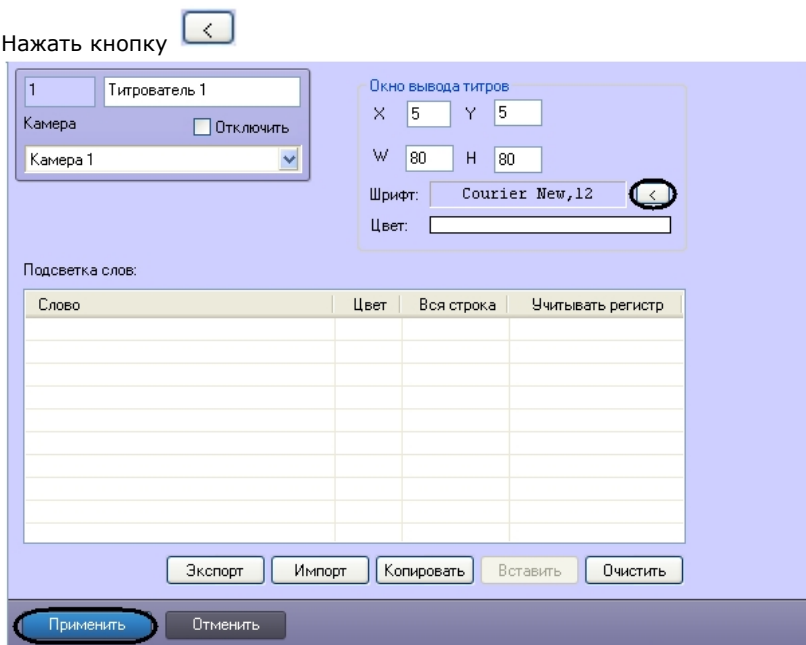 Нажать кнопку <
1 Титрователь 1
Камера Отключить
Камера 1
Окно вывода титров
X 5 Y 5
W 80 H 80
Шрифт: Courier New,12 <
Цвет:
Подсветка слов:
Слово Цвет Вся строка Учитывать регистр
Экспорт Импорт Копировать Вставить Очистить
Применить Отменить